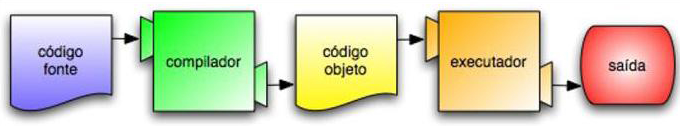 código
fonte
compilador
código
objeto
executador
saída